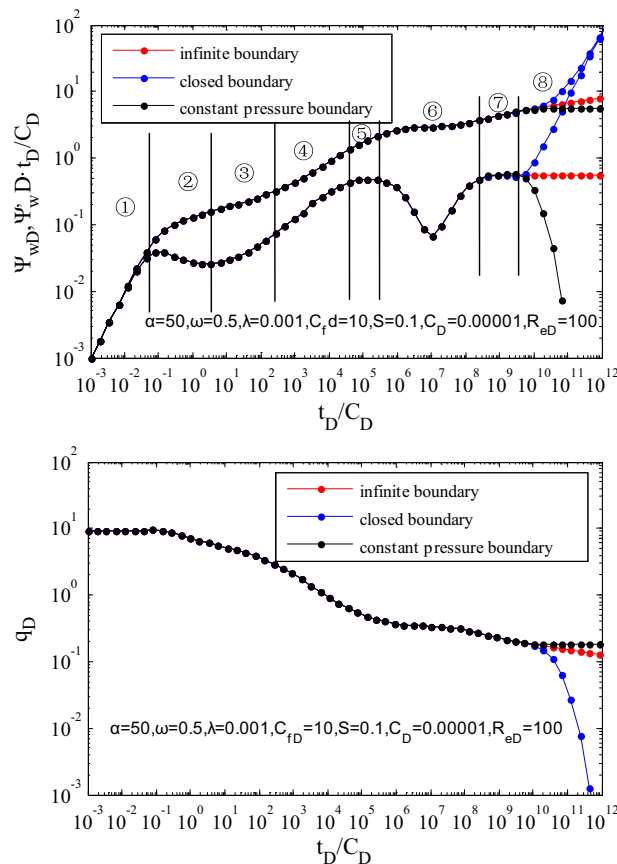 10²
infinite boundary
closed boundary
constant pressure boundary
10¹
10⁰
10⁻¹
10⁻²
10⁻³
Ψ_wD,Ψ'_wD·t_D/C_D
① ② ③ ④ ⑤ ⑥ ⑦ ⑧
α=50,ω=0.5,λ=0.001,C_fd=10,S=0.1,C_D=0.00001,R_eD=100
10⁻³ 10⁻² 10⁻¹ 10⁰ 10¹ 10² 10³ 10⁴ 10⁵ 10⁶ 10⁷ 10⁸ 10⁹ 10¹⁰ 10¹¹ 10¹²
t_D/C_D
10²
infinite boundary
closed boundary
constant pressure boundary
10¹
10⁰
10⁻¹
10⁻²
10⁻³
q_D
α=50,ω=0.5,λ=0.001,C_fD=10,S=0.1,C_D=0.00001,R_eD=100
10⁻³ 10⁻² 10⁻¹ 10⁰ 10¹ 10² 10³ 10⁴ 10⁵ 10⁶ 10⁷ 10⁸ 10⁹ 10¹⁰ 10¹¹ 10¹²
t_D/C_D